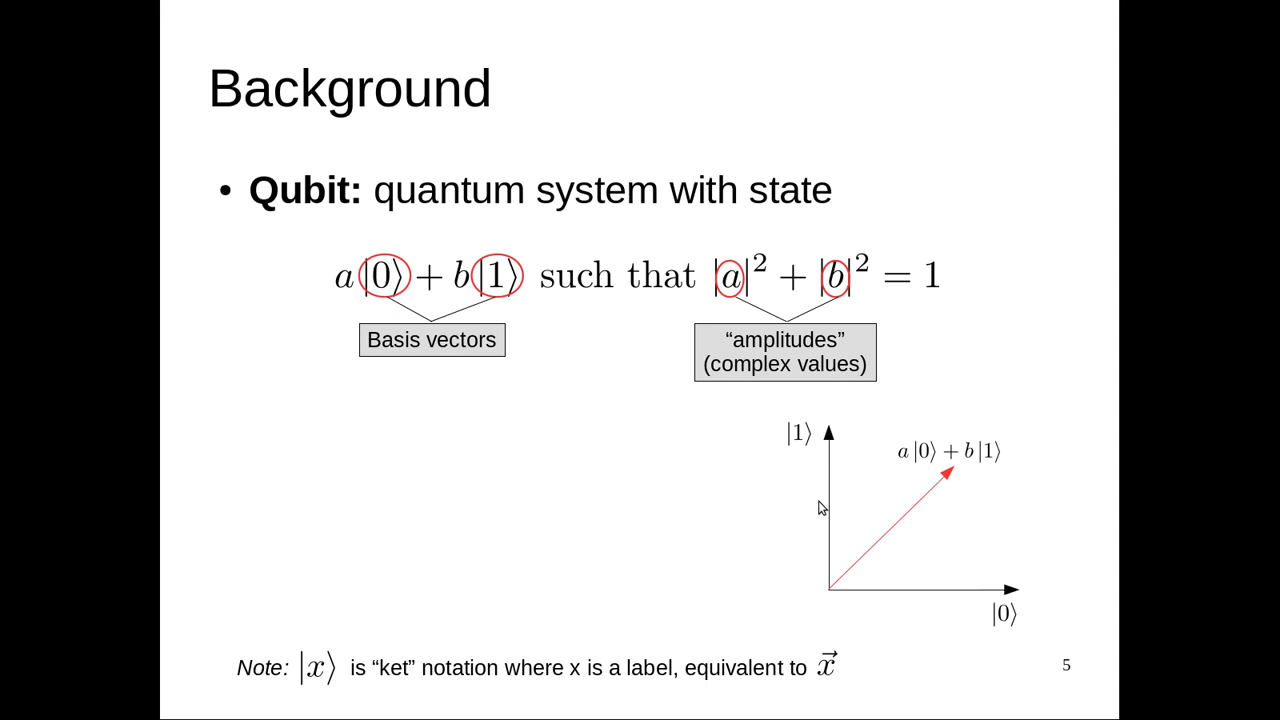 Background
• Qubit: quantum system with state
a|0⟩ + b|1⟩ such that |a|² + |b|² = 1
Basis vectors
“amplitudes”
(complex values)
|1⟩
a|0⟩ + b|1⟩
|0⟩
Note: |x⟩ is “ket” notation where x is a label, equivalent to x⃗
5